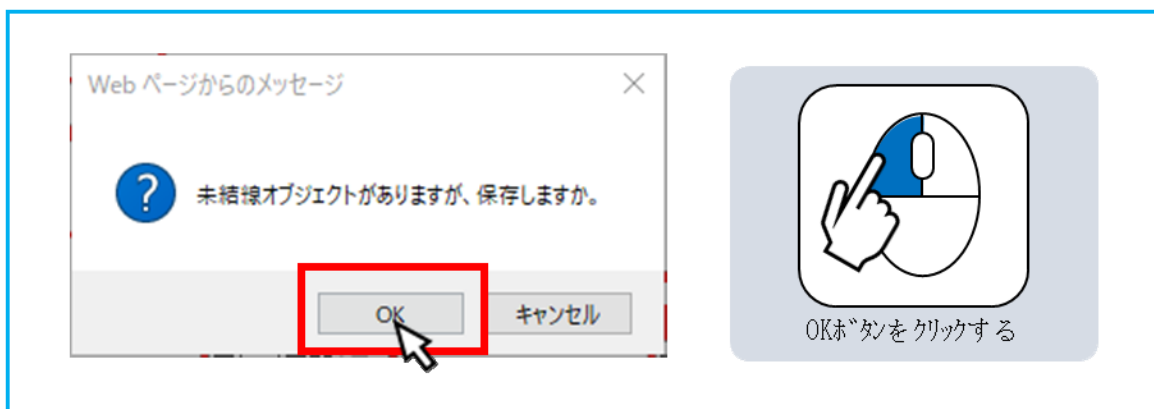 Web ページからのメッセージ
未結線オブジェクトがありますが、保存しますか。
OK
キャンセル
OKボタンをクリックする